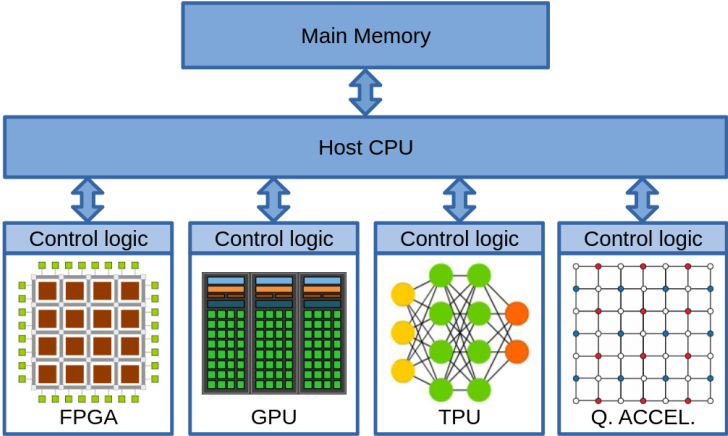 Main Memory
Host CPU
Control logic
Control logic
Control logic
Control logic
FPGA
GPU
TPU
Q. ACCEL.